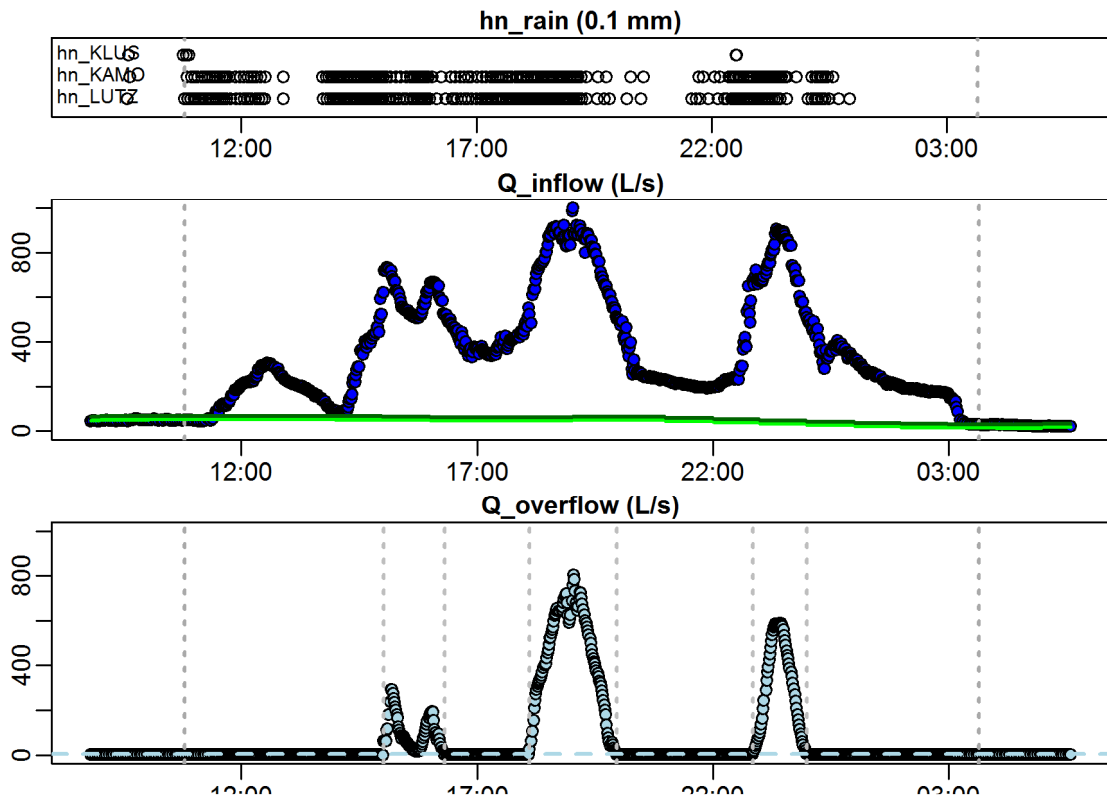 hn_rain (0.1 mm)
hn_KLUS
hn_KAMO
hn_LUTZ
12:00 17:00 22:00 03:00
Q_inflow (L/s)
800
400
0
12:00 17:00 22:00 03:00
Q_overflow (L/s)
800
400
0
12:00 17:00 22:00 03:00